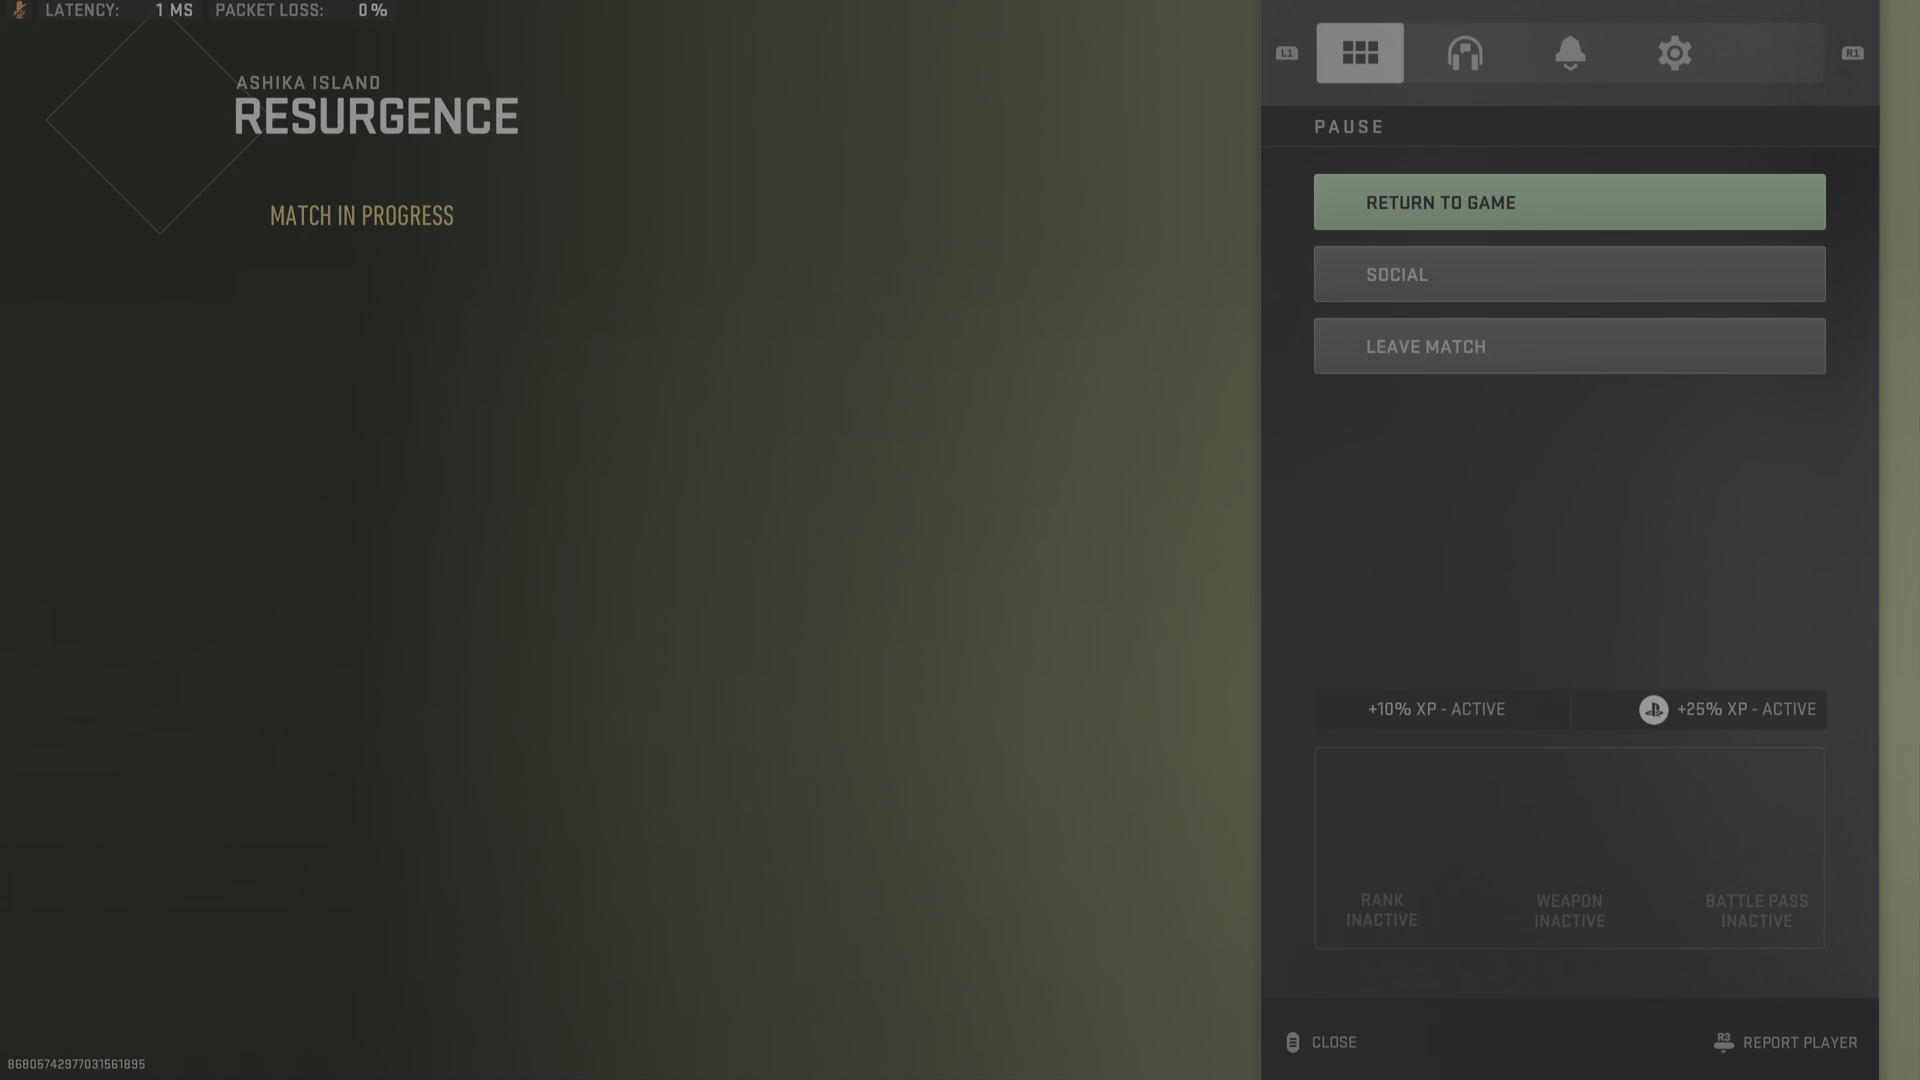 LATENCY: 1 MS PACKET LOSS: 0 %
ASHIKA ISLAND
RESURGENCE
MATCH IN PROGRESS
L1
R1
PAUSE
RETURN TO GAME
SOCIAL
LEAVE MATCH
+10% XP - ACTIVE
+25% XP - ACTIVE
RANK
INACTIVE
WEAPON
INACTIVE
BATTLE PASS
INACTIVE
CLOSE
R3 REPORT PLAYER
86805742977031561895